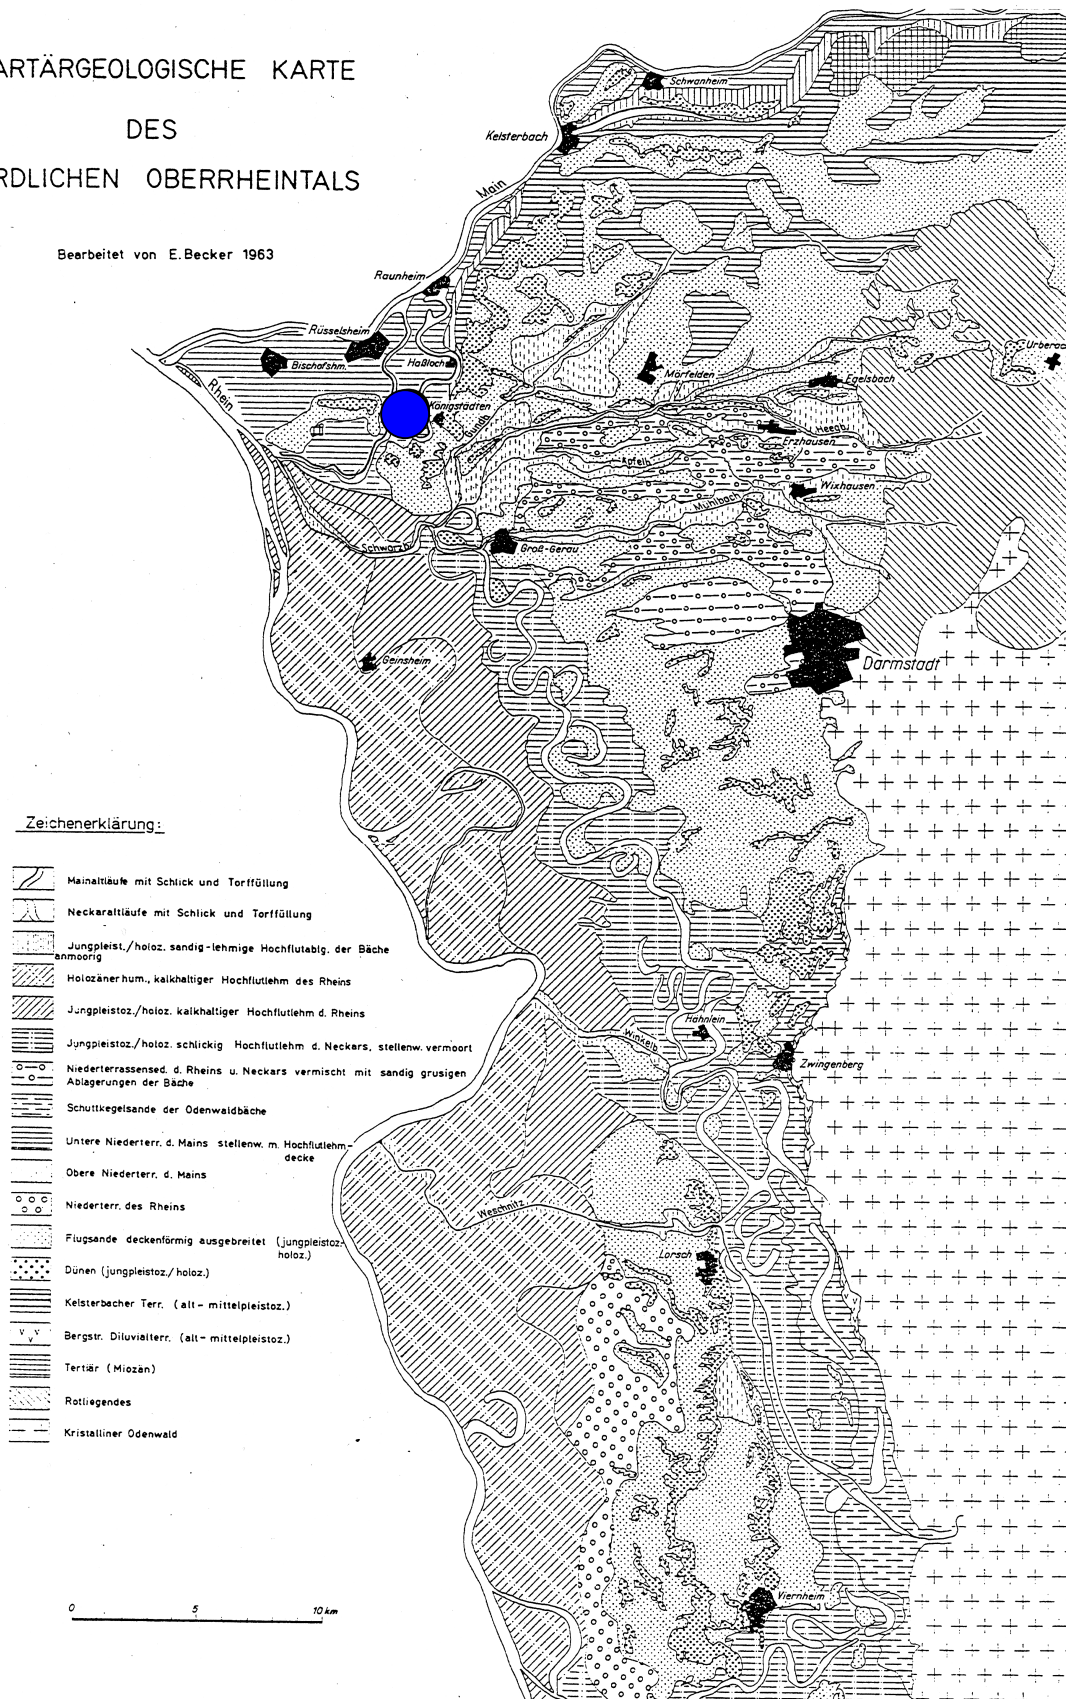 ARTÄRGEOLOGISCHE KARTE
DES
RDLICHEN OBERRHEINTALS
Bearbeitet von E. Becker 1963
Schwanheim
Kelsterbach
Main
Raunheim
Rüsselsheim
Bischofshm.
Haßloch
Mörfelden
Urberac
Egelsbach
Rhein
Königstädten
Gundb.
Heegb.
Erzhausen
Apfelb.
Wixhausen
Mühlbach
Schwarzb.
Groß-Gerau
Geinsheim
Darmstadt
Hähnlein
Winkelb.
Zwingenberg
Weschnitz
Lorsch
Viernheim
Zeichenerklärung:
Mainaltläufe mit Schlick und Torffüllung
Neckaraltläufe mit Schlick und Torffüllung
Jungpleist./holoz. sandig-lehmige Hochflutablg. der Bäche
anmoorig
Holozäner hum., kalkhaltiger Hochflutlehm des Rheins
Jungpleistoz./holoz. kalkhaltiger Hochflutlehm d. Rheins
Jungpleistoz./holoz. schlickig Hochflutlehm d. Neckars, stellenw. vermoort
Niederterrassensed. d. Rheins u. Neckars vermischt mit sandig grusigen
Ablagerungen der Bäche
Schuttkegelsande der Odenwaldbäche
Untere Niederterr. d. Mains stellenw. m. Hochflutlehm-
decke
Obere Niederterr. d. Mains
Niederterr. des Rheins
Flugsande deckenförmig ausgebreitet (jungpleistoz.-
holoz.)
Dünen (jungpleistoz./holoz.)
Kelsterbacher Terr. (alt-mittelpleistoz.)
Bergstr. Diluvialterr. (alt-mittelpleistoz.)
Tertiär (Miozän)
Rotliegendes
Kristalliner Odenwald
0 5 10 km